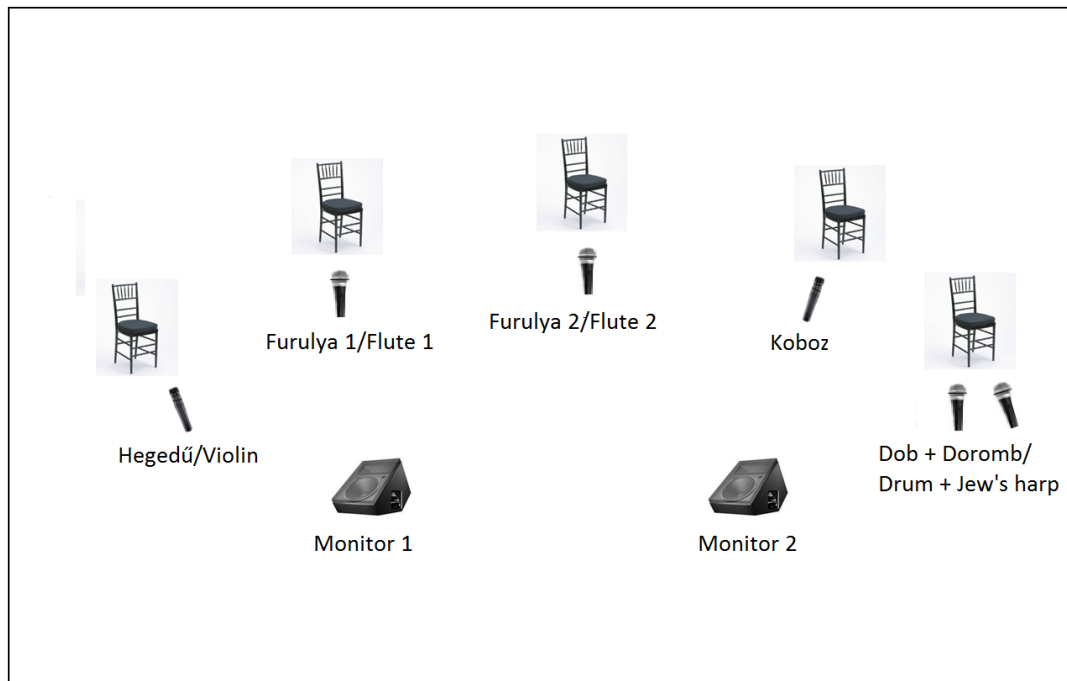 Furulya 1/Flute 1
Furulya 2/Flute 2
Koboz
Hegedű/Violin
Dob + Doromb/
Drum + Jew's harp
Monitor 1
Monitor 2